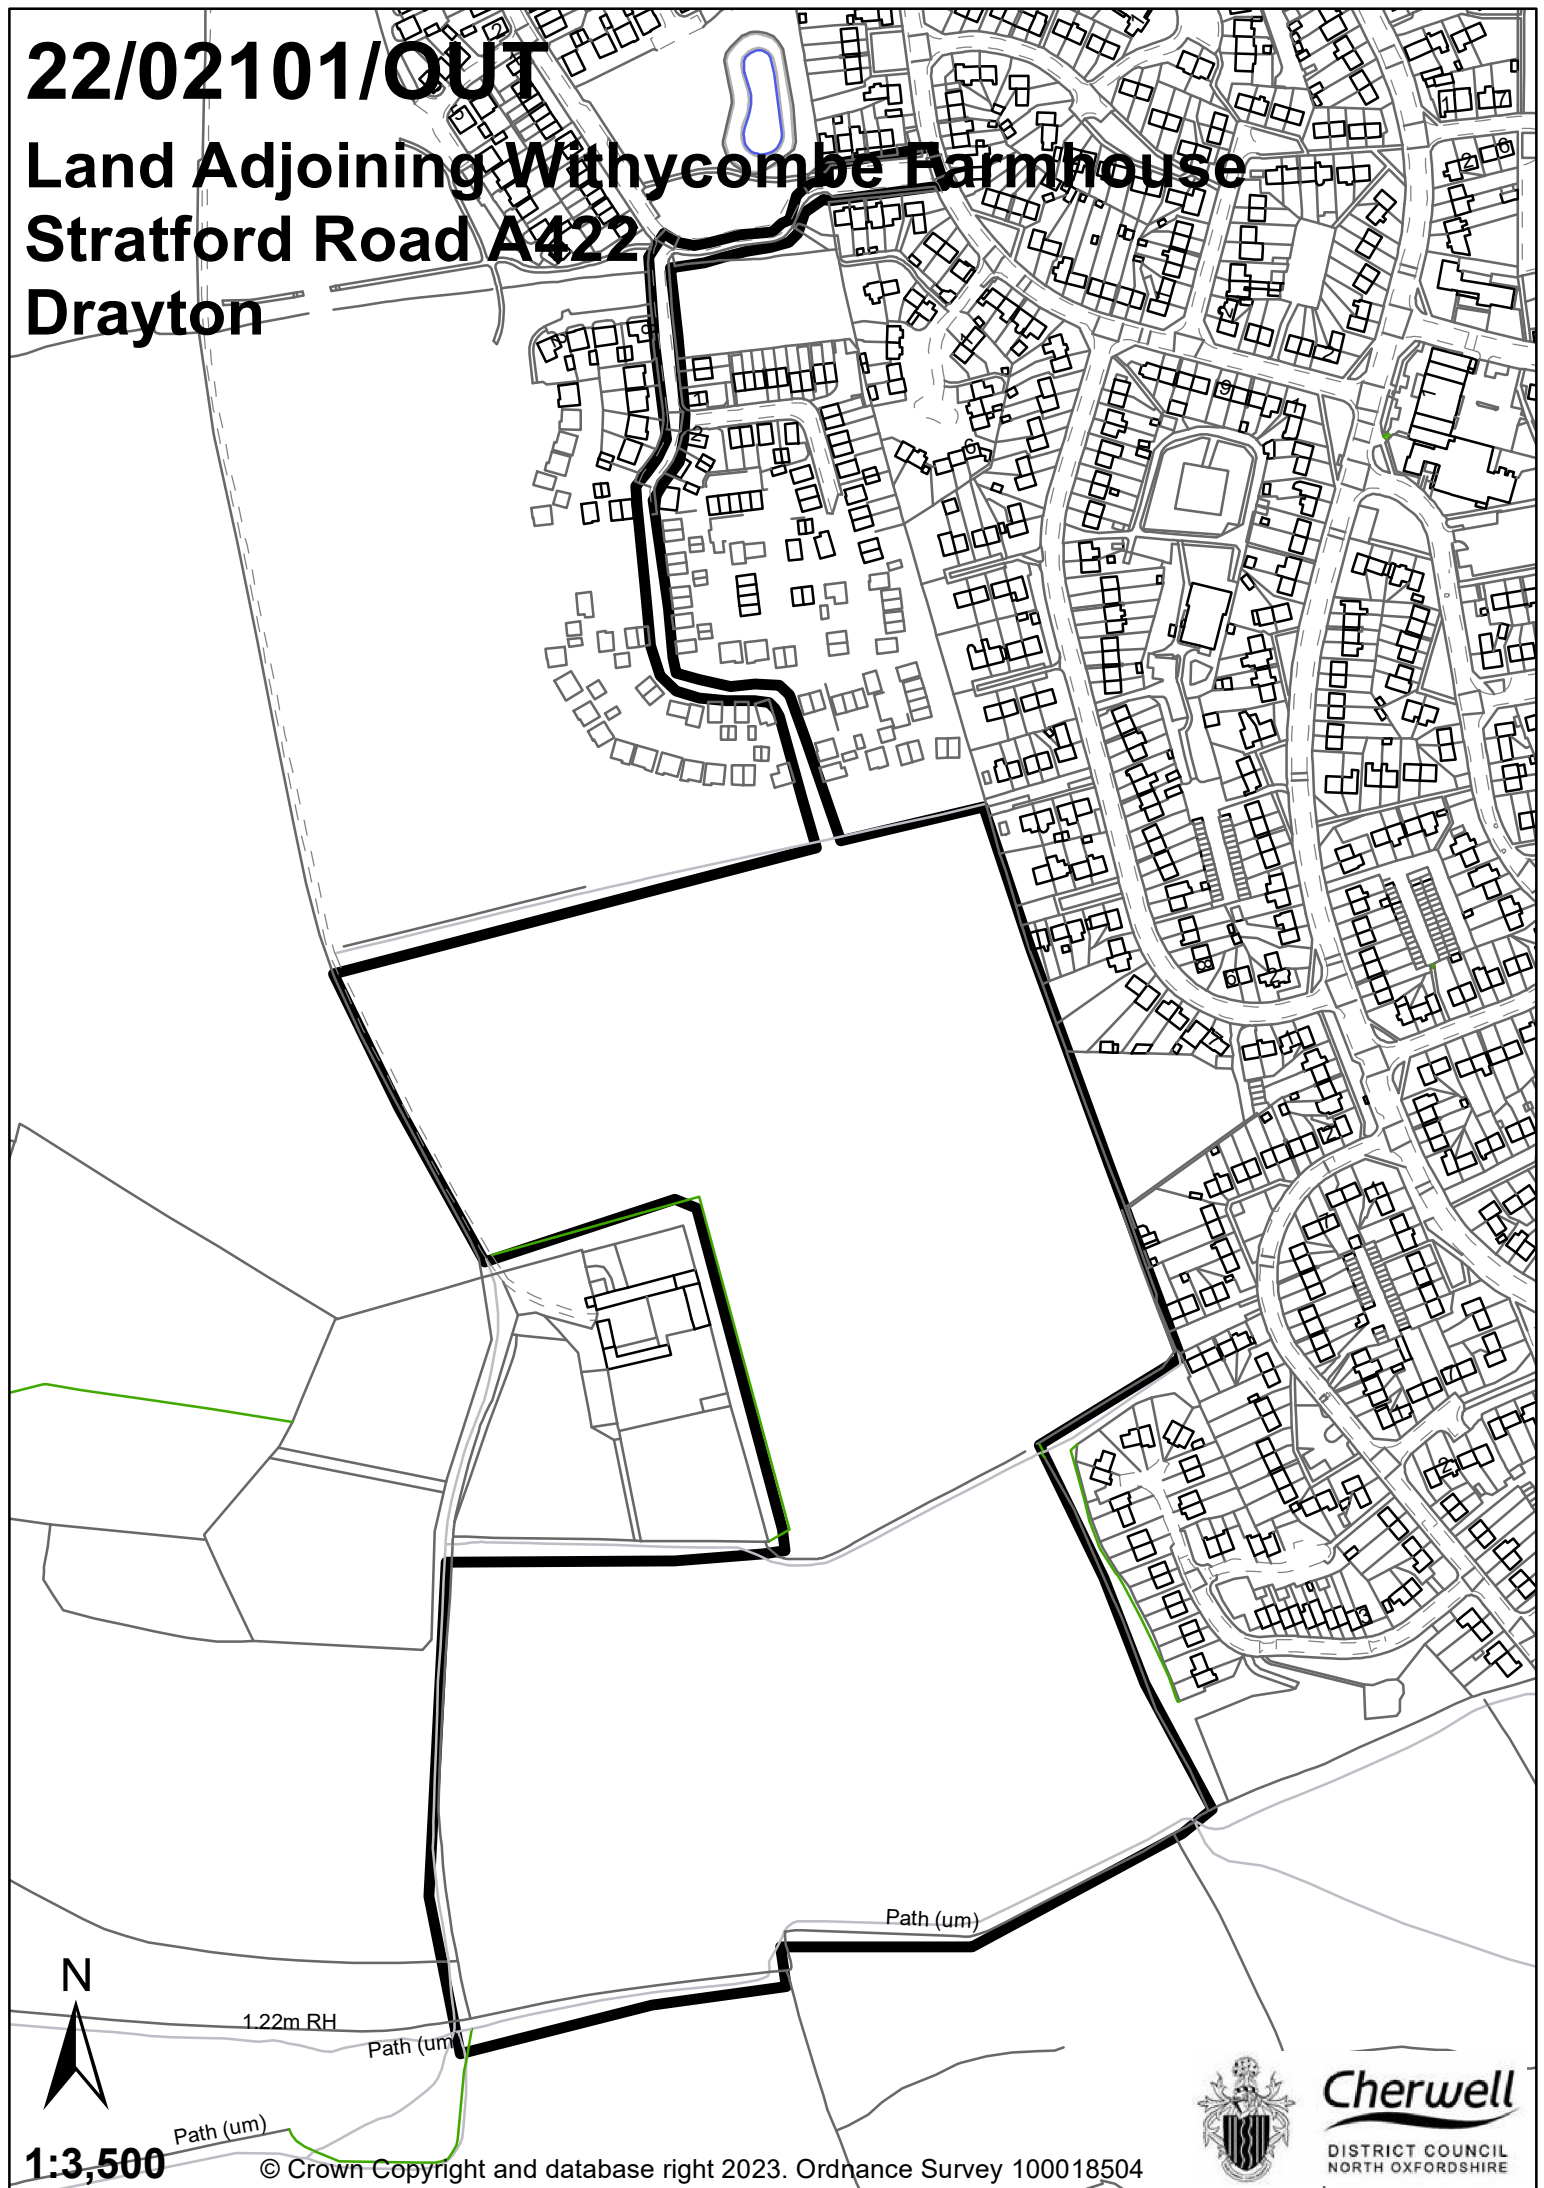 22/02101/OUT
Land Adjoining Withycombe Farmhouse
Stratford Road A422
Drayton
Path (um)
1.22m RH
Path (um
Path (um)
N
1:3,500
© Crown Copyright and database right 2023. Ordnance Survey 100018504
Cherwell
DISTRICT COUNCIL
NORTH OXFORDSHIRE